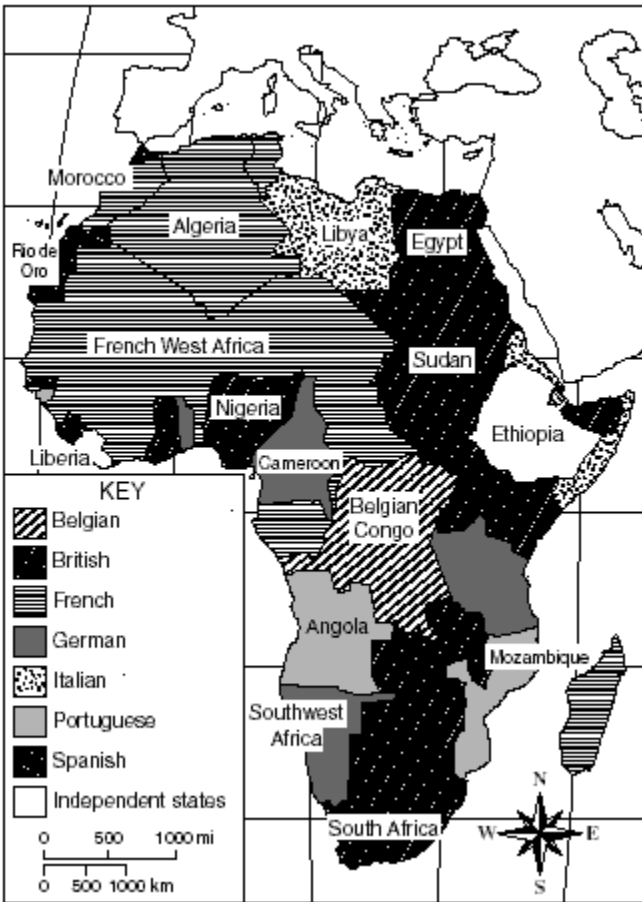 Morocco
Algeria
Libya
Egypt
Rio de
Oro
French West Africa
Sudan
Nigeria
Ethiopia
Liberia
Cameroon
Belgian
Congo
Angola
Mozambique
Southwest
Africa
South Africa
KEY
Belgian
British
French
German
Italian
Portuguese
Spanish
Independent states
0 500 1000 mi
0 500 1000 km
N
W E
S